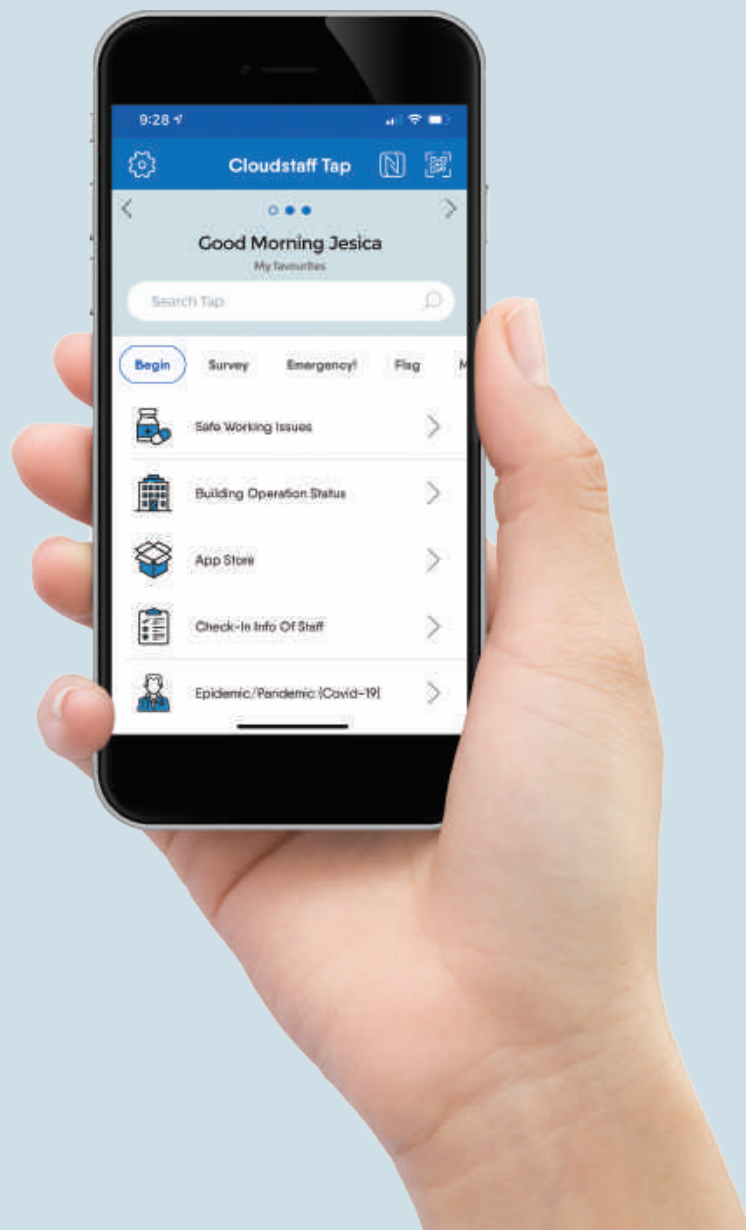 9:28
Cloudstaff Tap
Good Morning Jesica
My favourites
Search Tap
Begin Survey Emergency! Flag M
Safe Working Issues
Building Operation Status
App Store
Check-In Info Of Staff
Epidemic/Pandemic (Covid-19(